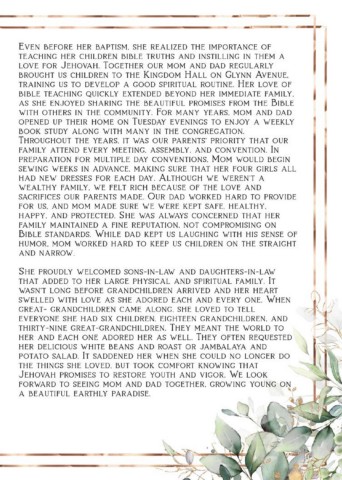 Even before her baptism, she realized the importance of
teaching her children Bible truths and instilling in them a
love for Jehovah. Together our mom and dad regularly
brought us children to the Kingdom Hall on Glynn Avenue,
training us to develop a good spiritual routine. Her love of
Bible teaching quickly extended beyond her immediate family,
as she enjoyed sharing the beautiful promises from the Bible
with others in the community. For many years, mom and dad
opened up their home on Tuesday evenings to enjoy a weekly
book study along with many in the congregation.
Throughout the years, it was our parents' priority that our
family attend every meeting, assembly, and convention. In
preparation for multiple day conventions, Mom would begin
sewing weeks in advance, making sure that her four girls all
had new dresses for each day. Although we weren't a
wealthy family, we felt rich because of the love and
sacrifices our parents made. Our dad worked hard to provide
for us, and mom made sure we were kept safe, healthy,
happy, and protected. She was always concerned that her
family maintained a fine reputation, not compromising on
Bible standards. While dad kept us laughing with his sense of
humor, mom worked hard to keep us children on the straight
and narrow.
She proudly welcomed sons-in-law and daughters-in-law
that added to her large physical and spiritual family. It
wasn't long before grandchildren arrived and her heart
swelled with love as she adored each and every one. When
great- grandchildren came along, she loved to tell
everyone she had six children, eighteen grandchildren, and
thirty-nine great-grandchildren. They meant the world to
her and each one adored her as well. They often requested
her delicious white beans and roast or jambalaya and
potato salad. It saddened her when she could no longer do
the things she loved, but took comfort knowing that
Jehovah promises to restore youth and vigor. We look
forward to seeing mom and dad together, growing young on
a beautiful earthly paradise.